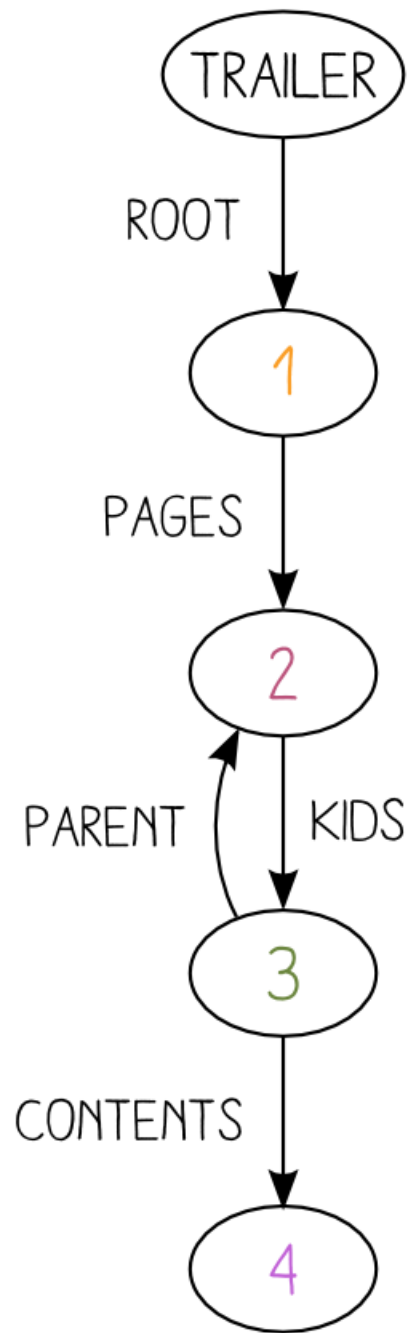 TRAILER
ROOT
1
PAGES
2
PARENT
KIDS
3
CONTENTS
4